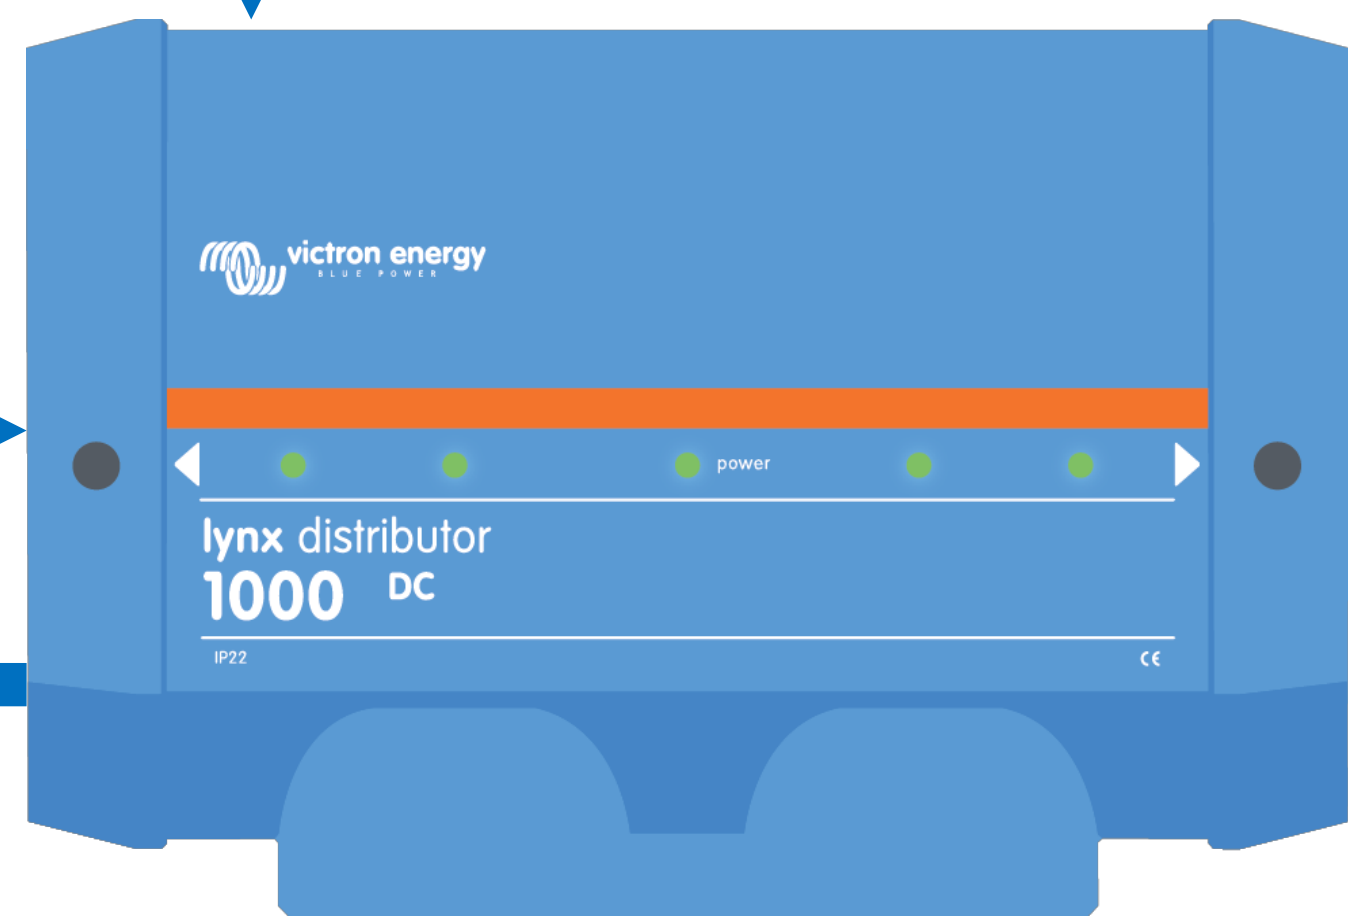 victron energy
BLUE POWER
power
lynx distributor
1000 DC
IP22 CE